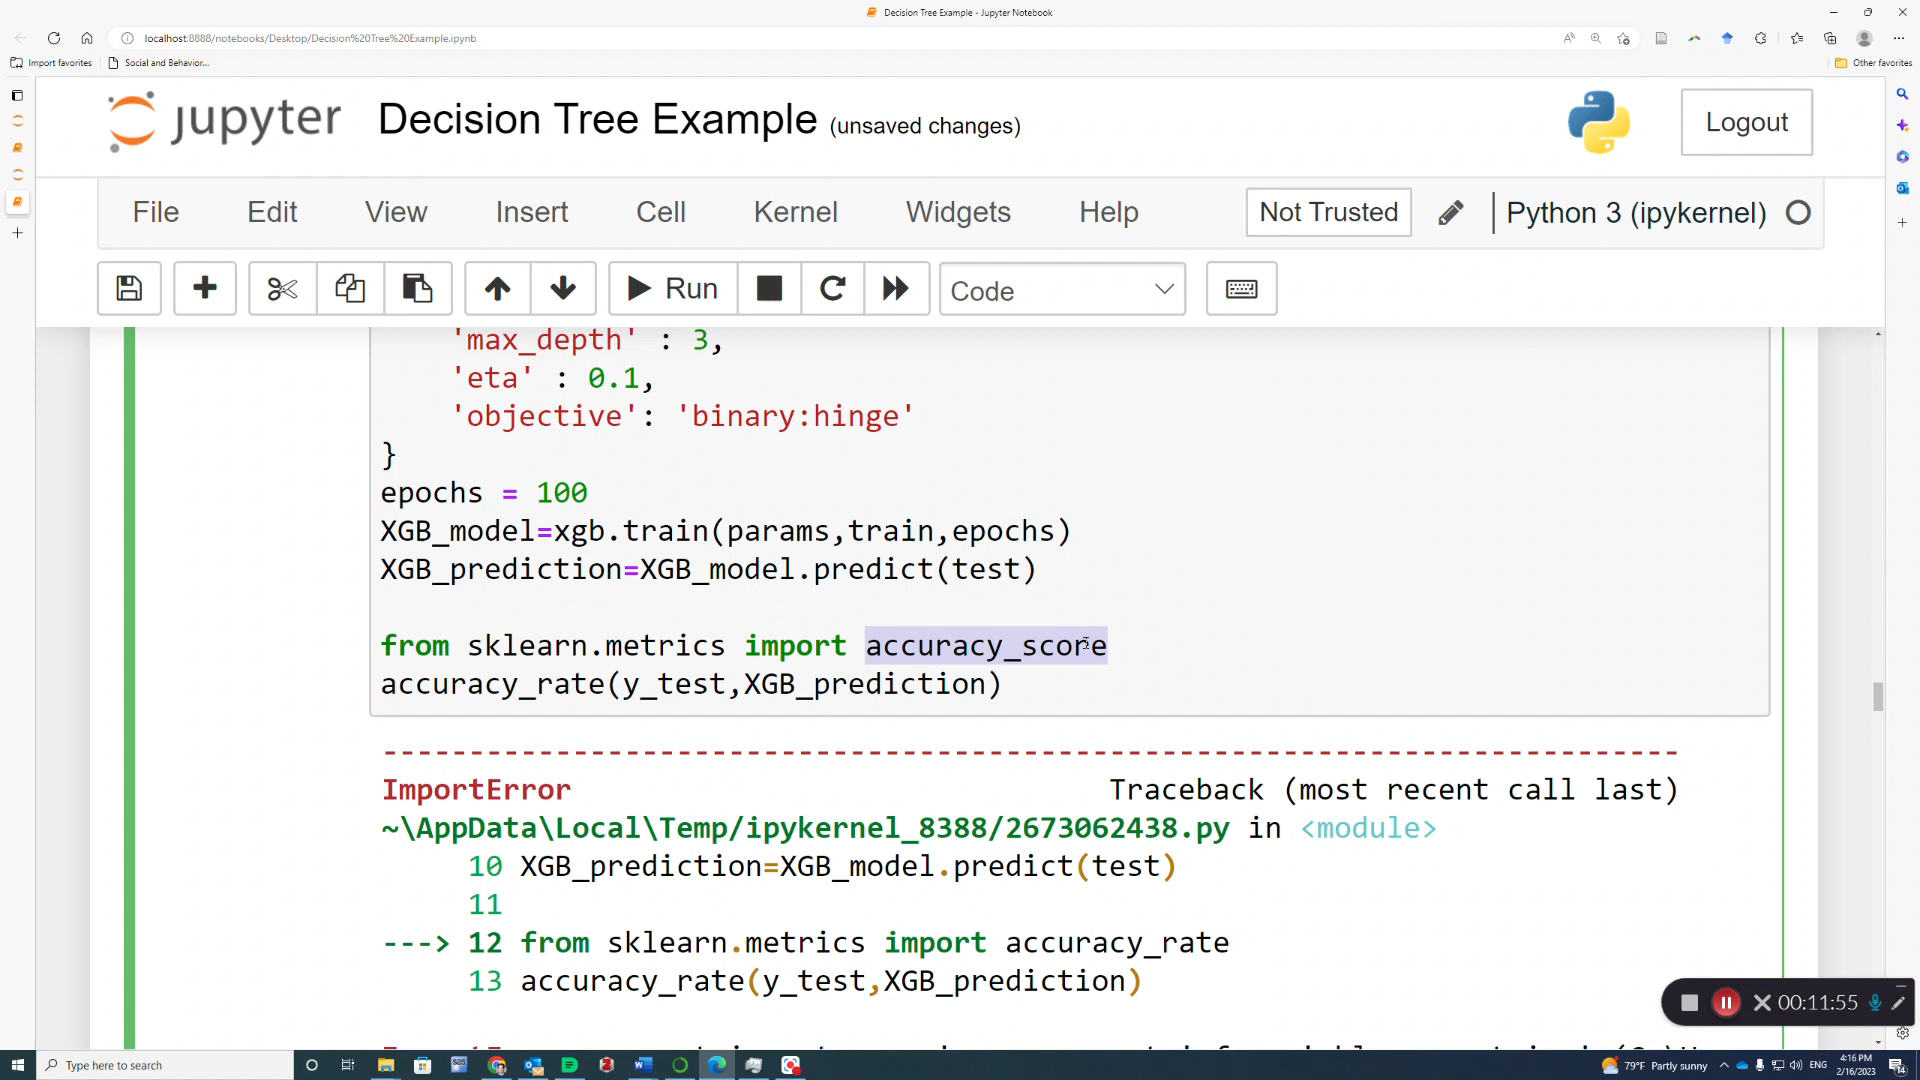 Decision Tree Example - Jupyter Notebook
localhost:8888/notebooks/Desktop/Decision%20Tree%20Example.ipynb
Import favorites
Social and Behavior...
Other favorites
jupyter
Decision Tree Example (unsaved changes)
Logout
File Edit View Insert Cell Kernel Widgets Help
Not Trusted
Python 3 (ipykernel)
Run
Code
'max_depth' : 3,
'eta' : 0.1,
'objective': 'binary:hinge'
}
epochs = 100
XGB_model=xgb.train(params,train,epochs)
XGB_prediction=XGB_model.predict(test)
from sklearn.metrics import accuracy_score
accuracy_rate(y_test,XGB_prediction)
---------------------------------------------------------------------------
ImportError Traceback (most recent call last)
~\AppData\Local\Temp/ipykernel_8388/2673062438.py in <module>
10 XGB_prediction=XGB_model.predict(test)
11
---> 12 from sklearn.metrics import accuracy_rate
13 accuracy_rate(y_test,XGB_prediction)
00:11:55
Type here to search
79°F Partly sunny
ENG
4:16 PM
2/16/2023